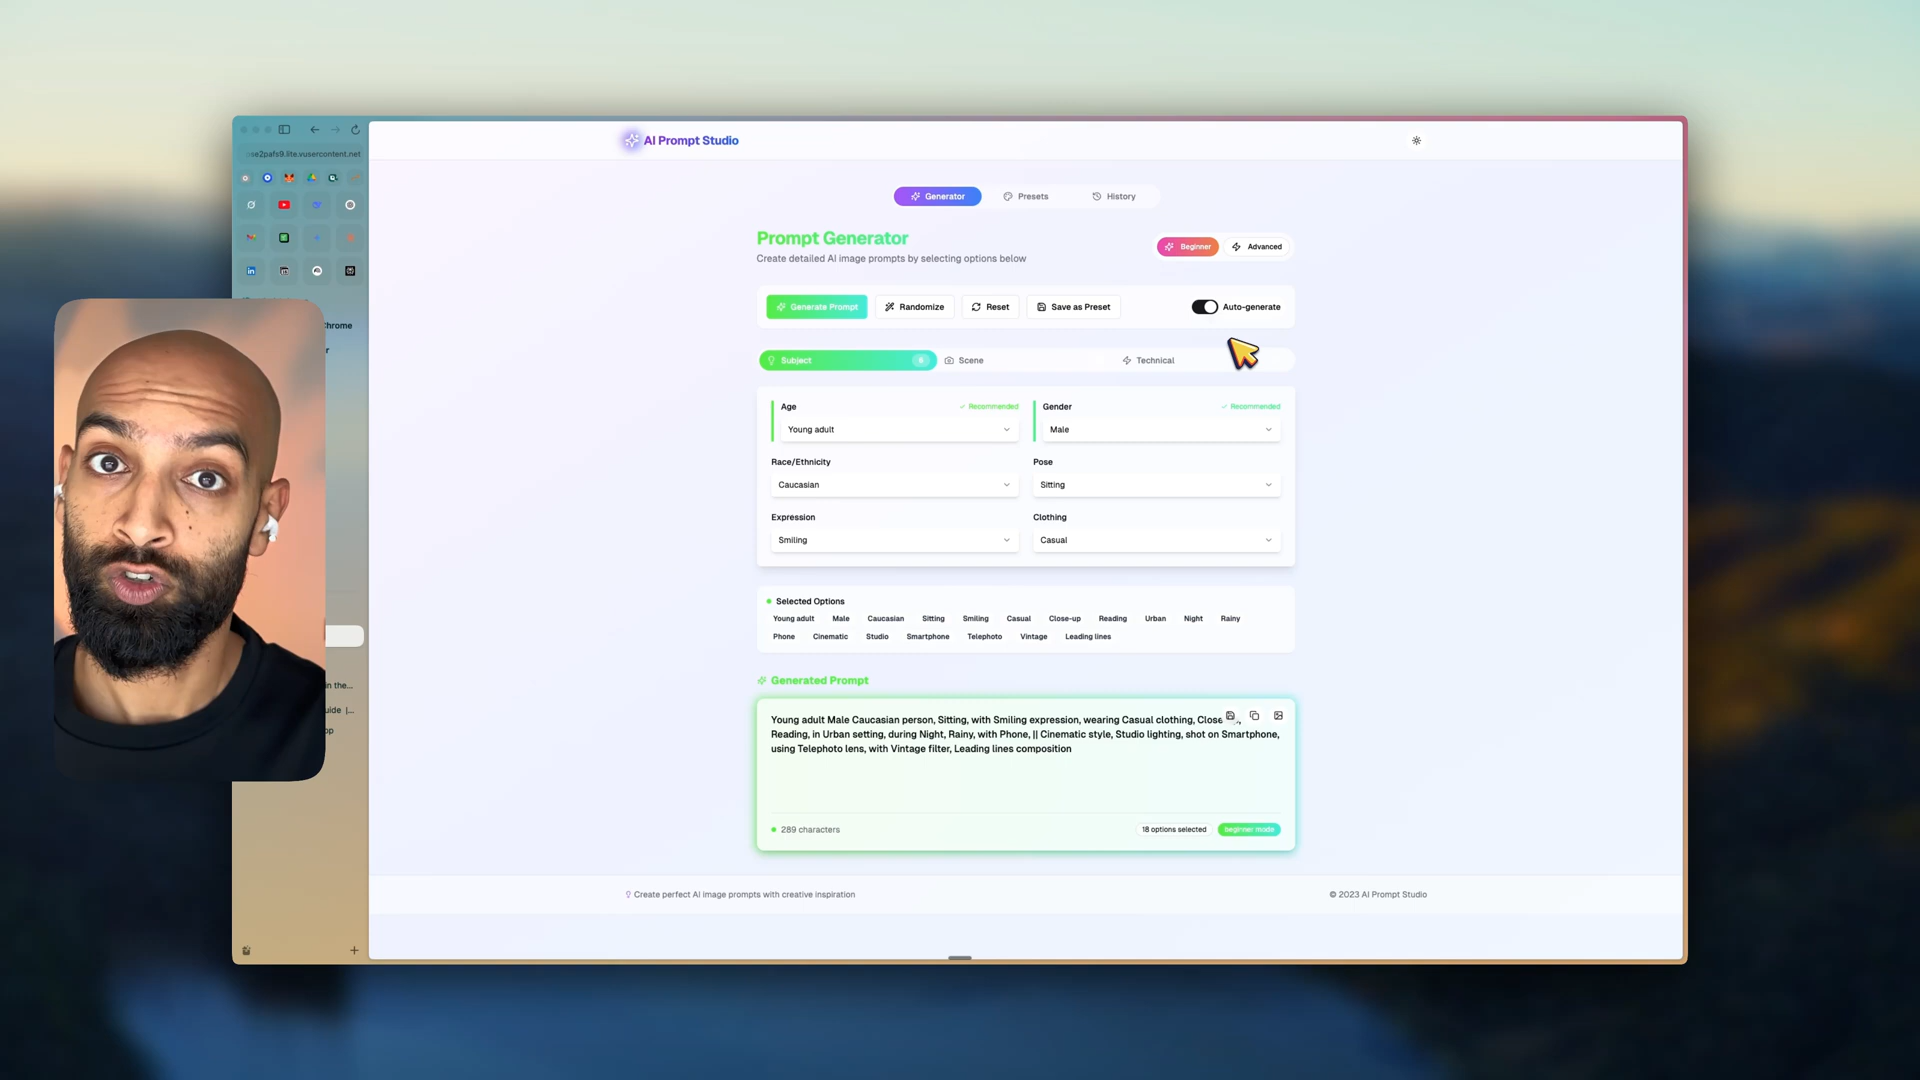 AI Prompt Studio
se2pafs9.lite.vusercontent.net
Generator
Presets
History
Prompt Generator
Create detailed AI image prompts by selecting options below
Beginner
Advanced
Generate Prompt
Randomize
Reset
Save as Preset
Auto-generate
Subject
6
Scene
Technical
Chrome
Age
Recommended
Young adult
Gender
Recommended
Male
Race/Ethnicity
Caucasian
Pose
Sitting
Expression
Smiling
Clothing
Casual
Selected Options
Young adult Male Caucasian Sitting Smiling Casual Close-up Reading Urban Night Rainy
Phone Cinematic Studio Smartphone Telephoto Vintage Leading lines
in the...
uide |...
op
Generated Prompt
Young adult Male Caucasian person, Sitting, with Smiling expression, wearing Casual clothing, Close
Reading, in Urban setting, during Night, Rainy, with Phone, || Cinematic style, Studio lighting, shot on Smartphone,
using Telephoto lens, with Vintage filter, Leading lines composition
289 characters
18 options selected
beginner mode
Create perfect AI image prompts with creative inspiration
© 2023 AI Prompt Studio